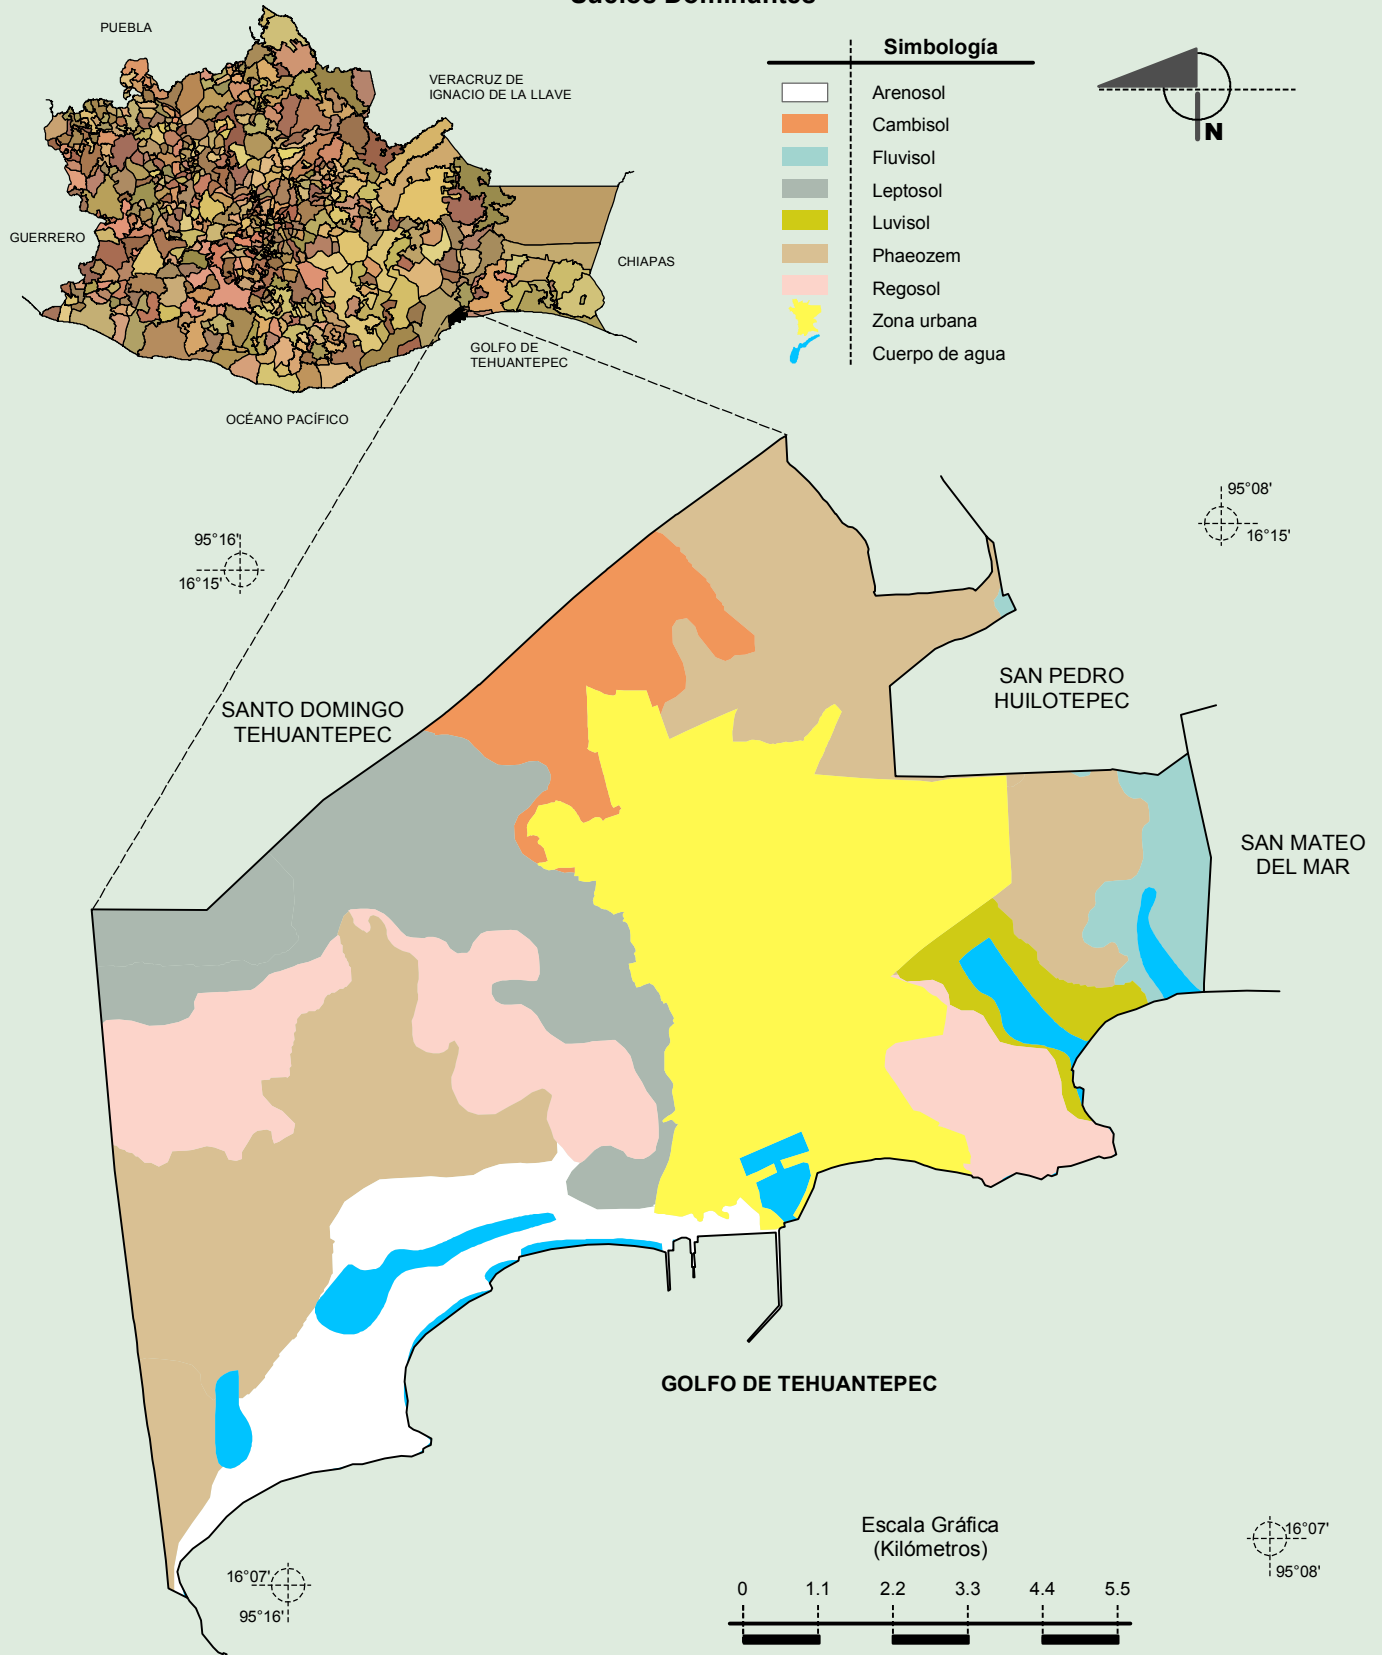 Suelos Dominantes
PUEBLA
VERACRUZ DE
IGNACIO DE LA LLAVE
GUERRERO
CHIAPAS
GOLFO DE
TEHUANTEPEC
OCÉANO PACÍFICO
Simbología
Arenosol
Cambisol
Fluvisol
Leptosol
Luvisol
Phaeozem
Regosol
Zona urbana
Cuerpo de agua
N
95°16'
16°15'
95°08'
16°15'
SANTO DOMINGO
TEHUANTEPEC
SAN PEDRO
HUILOTEPEC
SAN MATEO
DEL MAR
GOLFO DE TEHUANTEPEC
16°07'
95°16'
Escala Gráfica
(Kilómetros)
0 1.1 2.2 3.3 4.4 5.5
16°07'
95°08'